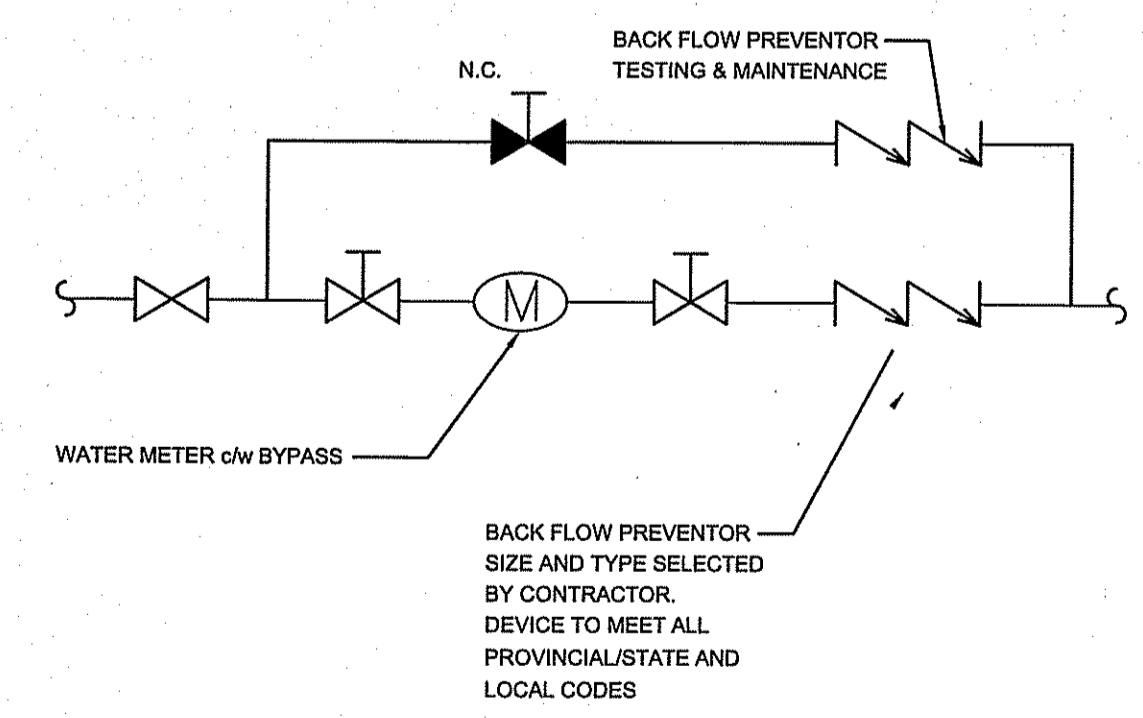 BACK FLOW PREVENTOR
TESTING & MAINTENANCE
N.C.
M
WATER METER c/w BYPASS
BACK FLOW PREVENTOR
SIZE AND TYPE SELECTED
BY CONTRACTOR.
DEVICE TO MEET ALL
PROVINCIAL/STATE AND
LOCAL CODES